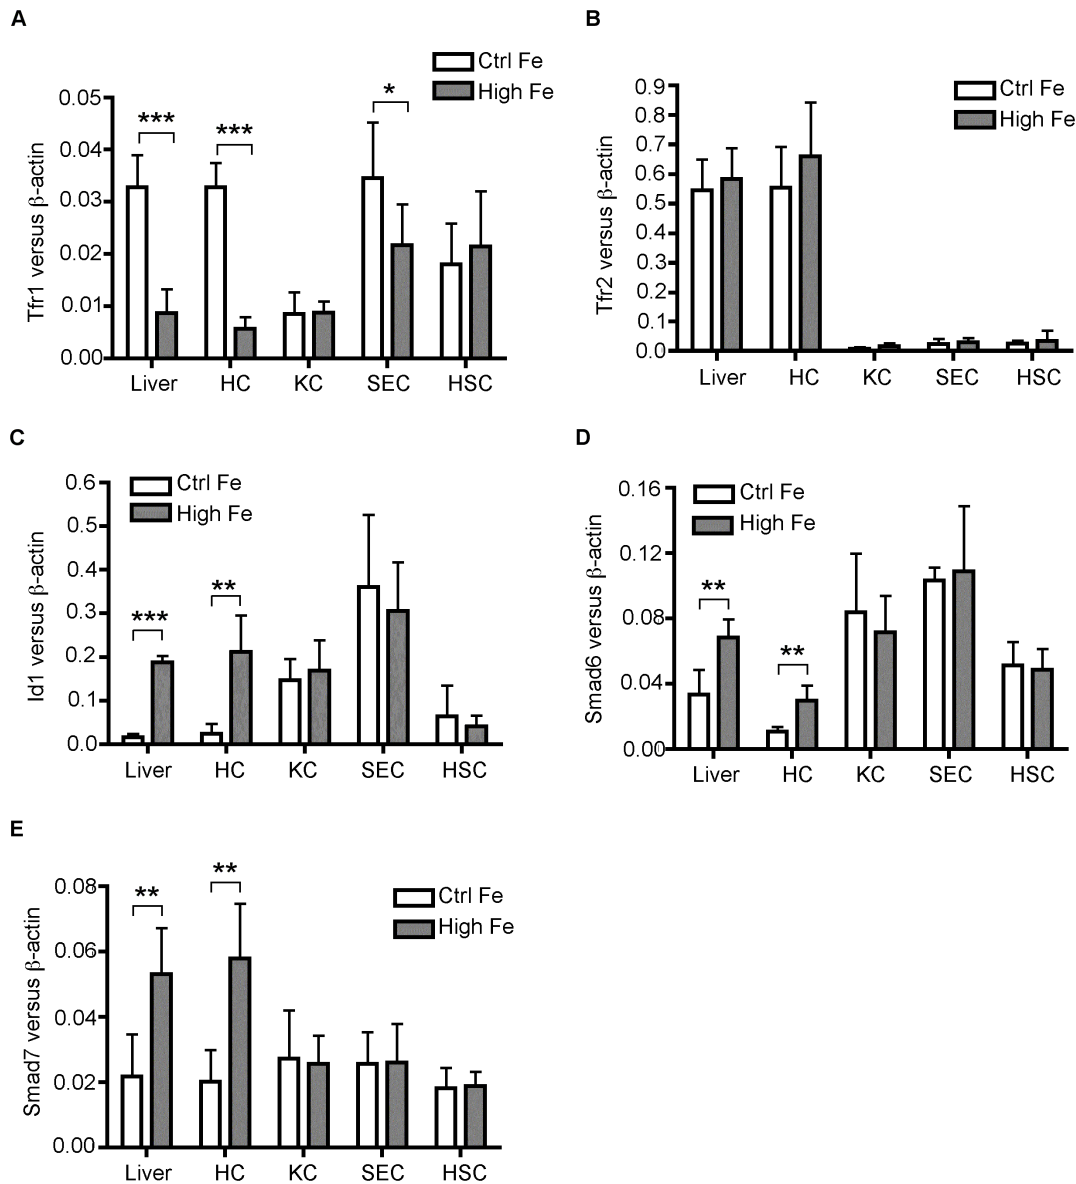 A
Ctrl Fe
High Fe
Tfr1 versus β-actin
0.05
0.04
0.03
0.02
0.01
0.00
***
***
*
Liver HC KC SEC HSC
B
Ctrl Fe
High Fe
Tfr2 versus β-actin
0.9
0.8
0.7
0.6
0.5
0.4
0.3
0.2
0.1
0.0
Liver HC KC SEC HSC
C
Ctrl Fe
High Fe
Id1 versus β-actin
0.6
0.5
0.4
0.3
0.2
0.1
0.0
***
**
Liver HC KC SEC HSC
D
Ctrl Fe
High Fe
Smad6 versus β-actin
0.16
0.12
0.08
0.04
0.00
**
**
Liver HC KC SEC HSC
E
Ctrl Fe
High Fe
Smad7 versus β-actin
0.08
0.06
0.04
0.02
0.00
**
**
Liver HC KC SEC HSC